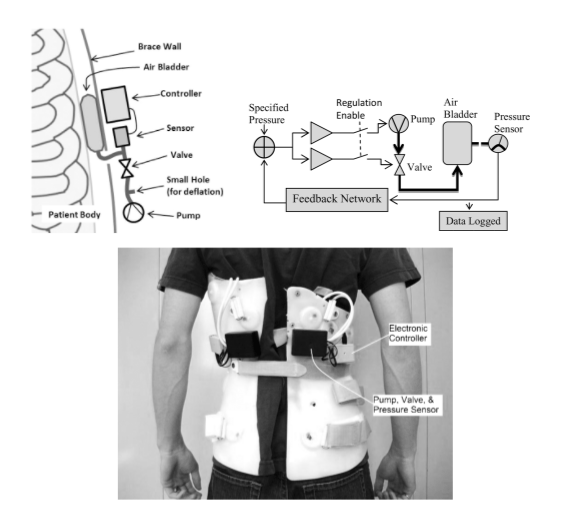 Brace Wall
Air Bladder
Controller
Sensor
Valve
Small Hole
(for deflation)
Patient Body
Pump
Specified
Pressure
Regulation
Enable
Pump
Air
Bladder
Pressure
Sensor
Valve
Feedback Network
Data Logged
Electronic
Controller
Pump, Valve, &
Pressure Sensor